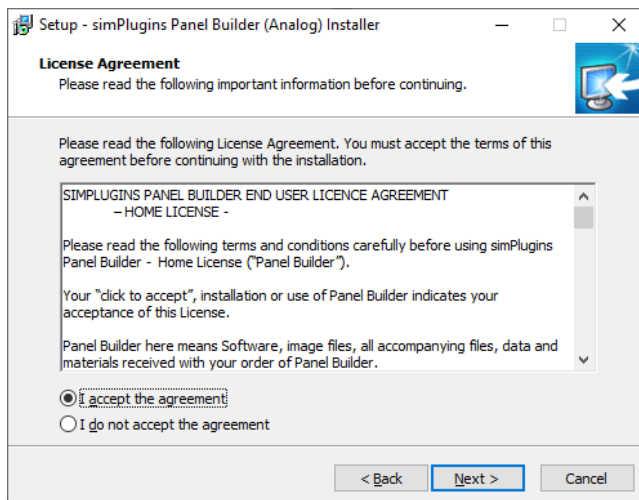 Setup - simPlugins Panel Builder (Analog) Installer
License Agreement
Please read the following important information before continuing.
Please read the following License Agreement. You must accept the terms of this
agreement before continuing with the installation.
SIMPLUGINS PANEL BUILDER END USER LICENCE AGREEMENT
– HOME LICENSE -
Please read the following terms and conditions carefully before using simPlugins
Panel Builder - Home License ("Panel Builder").
Your “click to accept”, installation or use of Panel Builder indicates your
acceptance of this License.
Panel Builder here means Software, image files, all accompanying files, data and
materials received with your order of Panel Builder.
I accept the agreement
I do not accept the agreement
< Back
Next >
Cancel